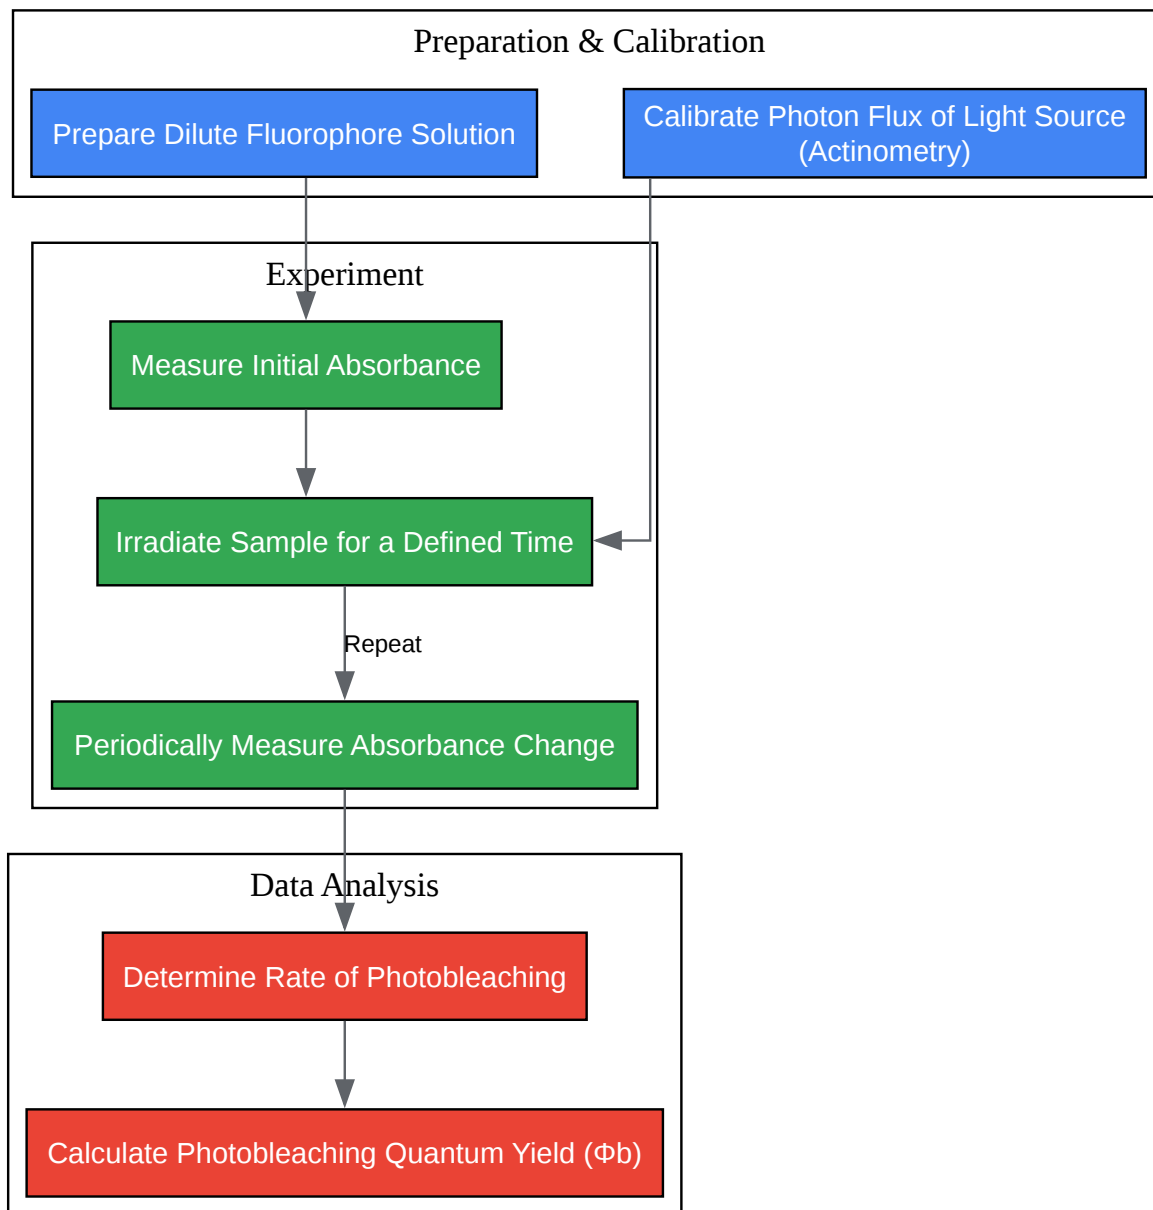 Preparation & Calibration
Prepare Dilute Fluorophore Solution
Calibrate Photon Flux of Light Source
(Actinometry)
Experiment
Measure Initial Absorbance
Irradiate Sample for a Defined Time
Repeat
Periodically Measure Absorbance Change
Data Analysis
Determine Rate of Photobleaching
Calculate Photobleaching Quantum Yield (Φb)